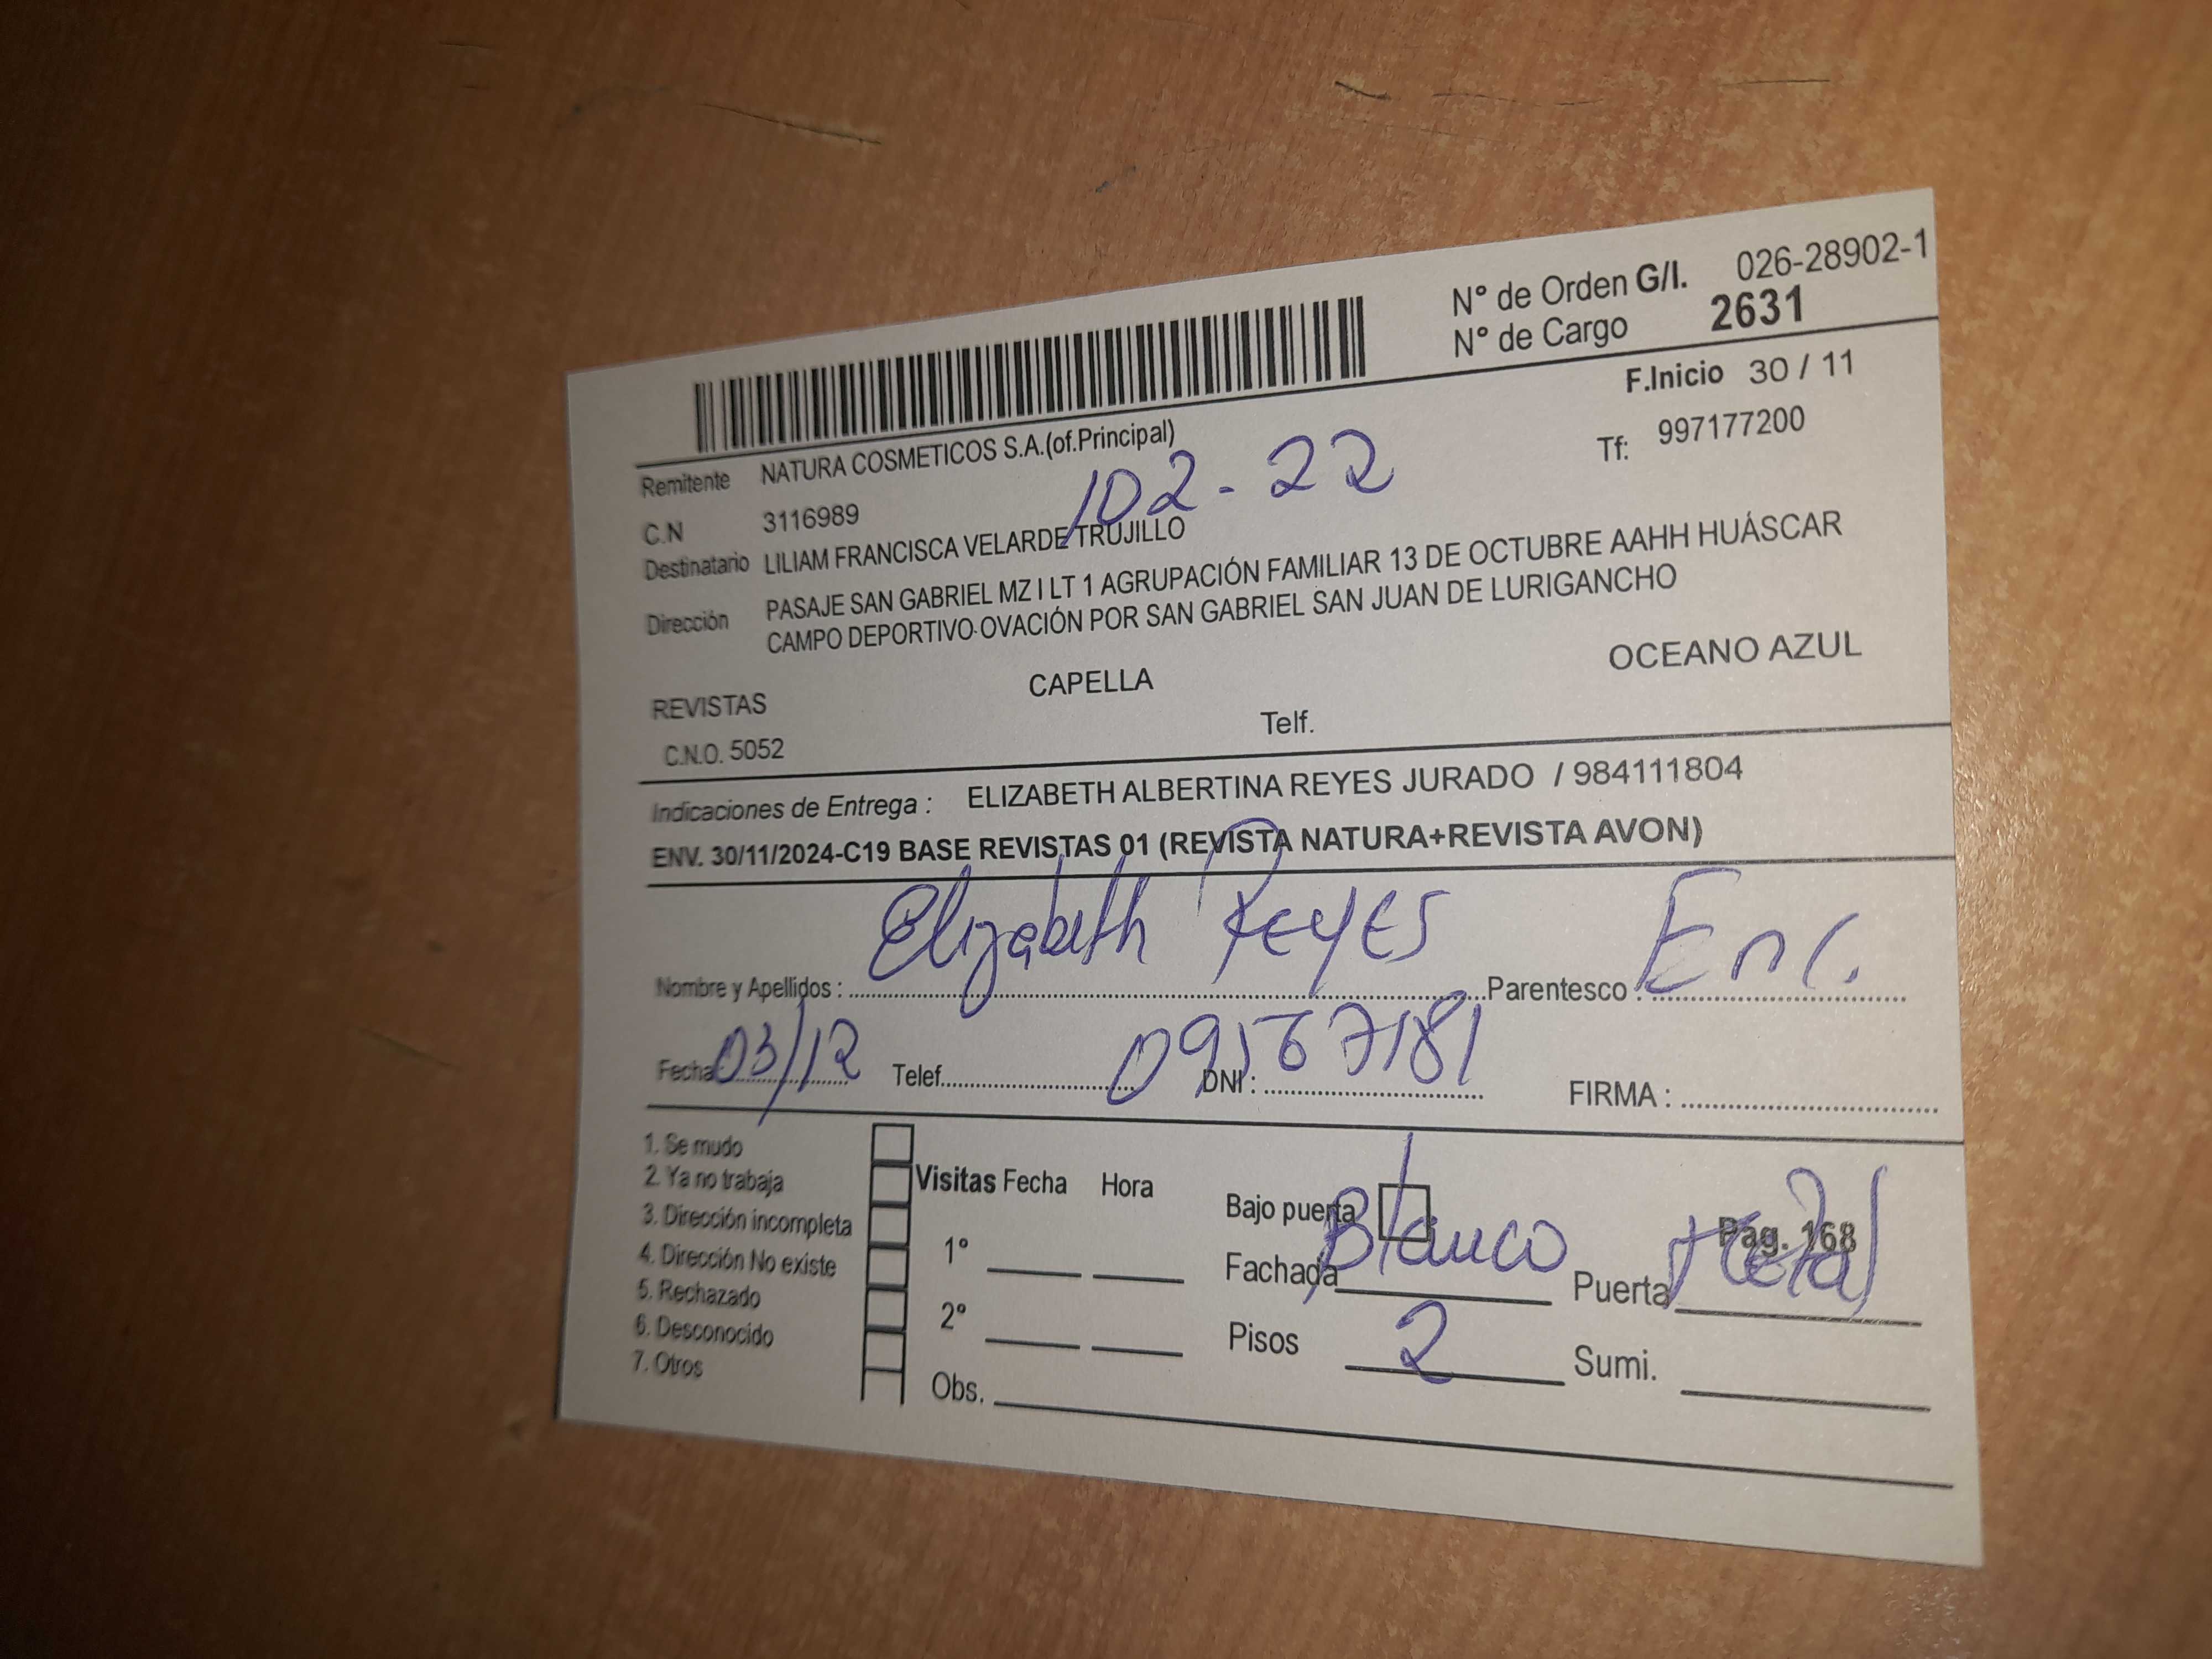 N° de Orden G/I. 026-28902-1
N° de Cargo 2631
F.Inicio 30 / 11
Remitente NATURA COSMETICOS S.A.(of.Principal)
Tf: 997177200
102-22
C.N 3116989
Destinatario LILIAM FRANCISCA VELARDE TRUJILLO
Dirección PASAJE SAN GABRIEL MZ I LT 1 AGRUPACIÓN FAMILIAR 13 DE OCTUBRE AAHH HUÁSCAR
CAMPO DEPORTIVO OVACIÓN POR SAN GABRIEL SAN JUAN DE LURIGANCHO
REVISTAS CAPELLA OCEANO AZUL
C.N.O. 5052 Telf.
Indicaciones de Entrega : ELIZABETH ALBERTINA REYES JURADO / 984111804
ENV. 30/11/2024-C19 BASE REVISTAS 01 (REVISTA NATURA+REVISTA AVON)
Nombre y Apellidos : Elizabeth Reyes Parentesco : Enc.
Fecha 03/12 Telef. DNI : 09567181 FIRMA :
1. Se mudo
2. Ya no trabaja
3. Dirección incompleta
4. Dirección No existe
5. Rechazado
6. Desconocido
7. Otros
Visitas Fecha Hora
1°
2°
Obs.
Bajo puerta Pag. 168
Fachada Blanco Puerta Metal
Pisos 2 Sumi.